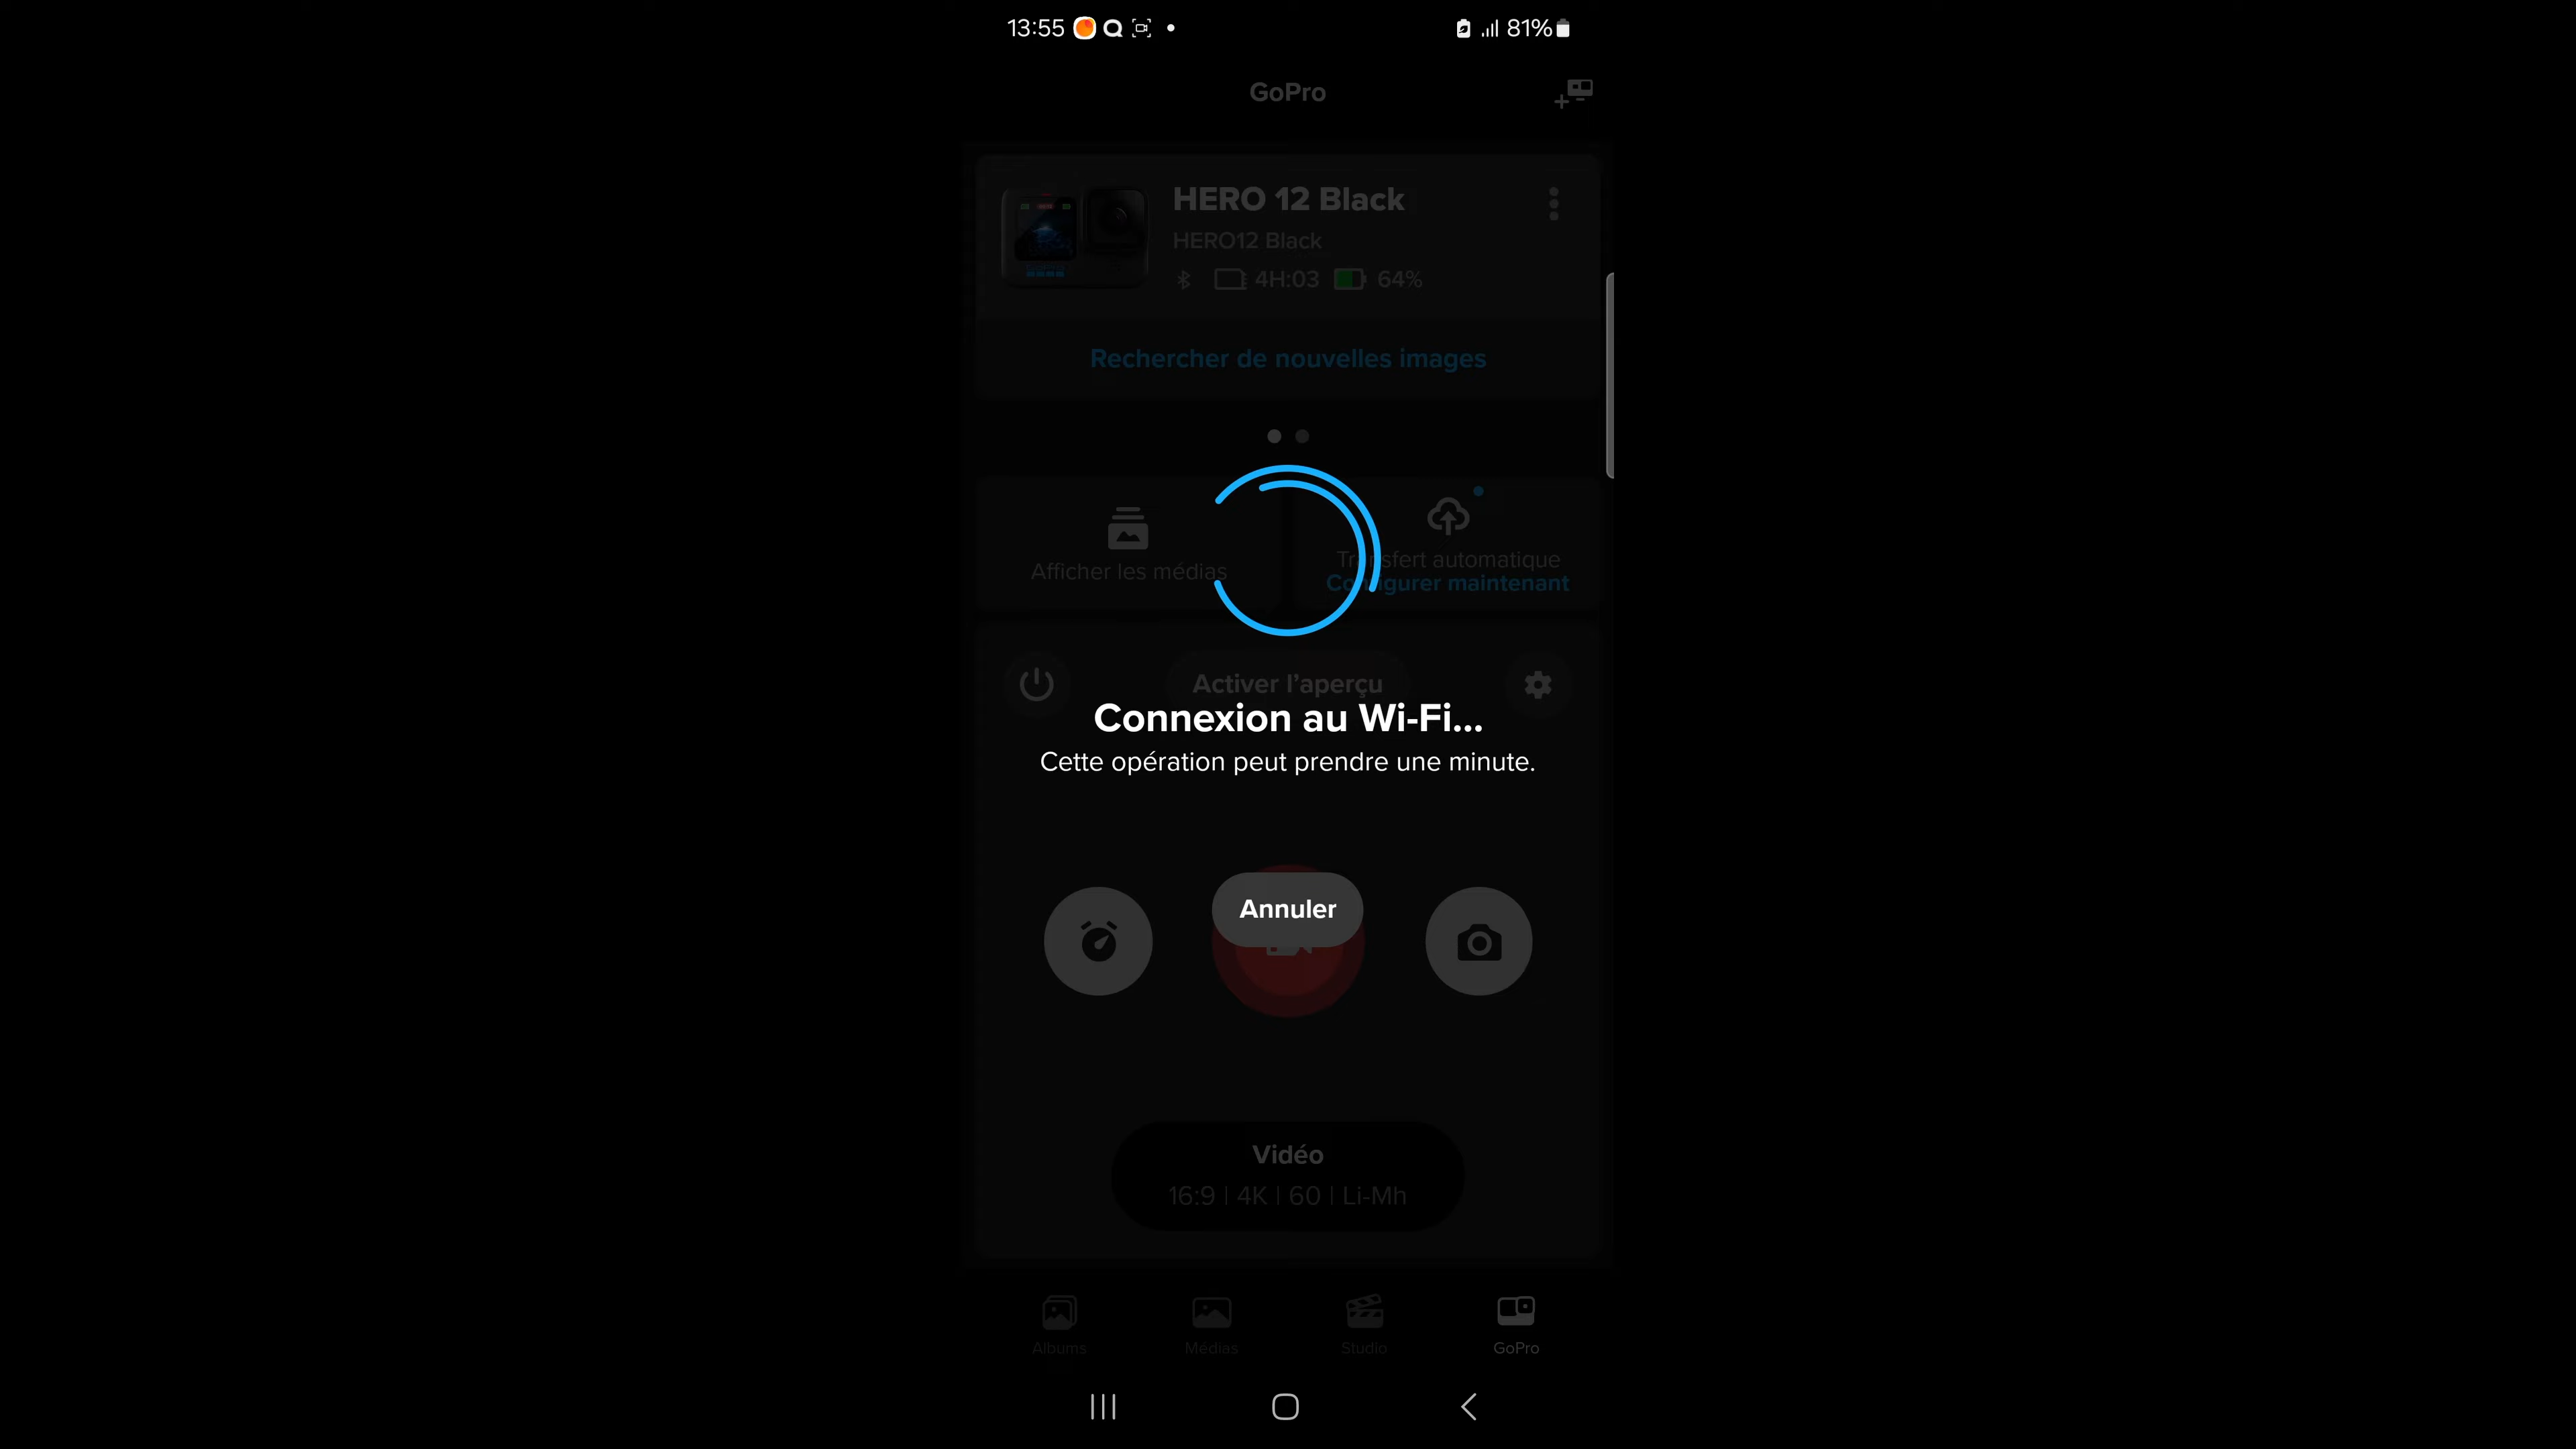 13:55
81%
GoPro
HERO 12 Black
HERO12 Black
4H:03 64%
Rechercher de nouvelles images
Afficher les médias
Transfert automatique
Configurer maintenant
Activer l’aperçu
Connexion au Wi-Fi...
Cette opération peut prendre une minute.
Annuler
Vidéo
16:9 | 4K | 60 | Li-Mh
Albums
Médias
Studio
GoPro